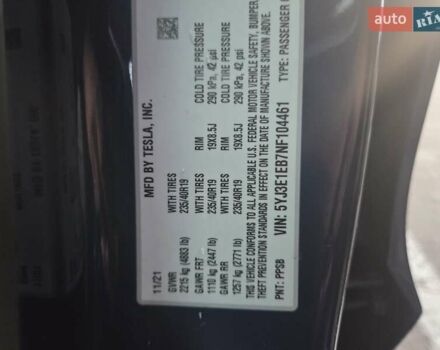 auto RIA
MFD BY TESLA, INC.
11/21
GVWR WITH TIRES RIM COLD TIRE PRESSURE
2215 kg (4883 lb) 235/40R19 19X8.5J 290 kPa, 42 psi
GAWR FRT WITH TIRES RIM COLD TIRE PRESSURE
1110 kg (2447 lb) 235/40R19 19X8.5J 290 kPa, 42 psi
GAWR RR WITH TIRES RIM COLD TIRE PRESSURE
1257 kg (2771 lb) 235/40R19 19X8.5J 290 kPa, 42 psi
THIS VEHICLE CONFORMS TO ALL APPLICABLE U.S. FEDERAL MOTOR VEHICLE SAFETY, BUMPER
THEFT PREVENTION STANDARDS IN EFFECT ON THE DATE OF MANUFACTURE SHOWN ABOVE.
VIN: 5YJ3E1EB7NF104461
PNT: PPSB TYPE: PASSENGER